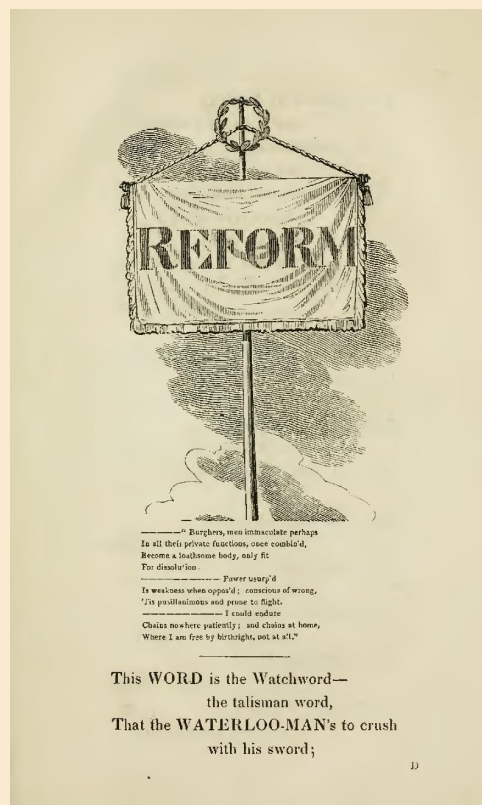 REFORM
————“ Burghers, men immaculate perhaps
In all their private functions, once combin'd,
Become a loathsome body, only fit
For dissolution.
———————— Power usurp'd
Is weakness when oppos'd; conscious of wrong,
'Tis pusillanimous and prone to flight.
———————— I could endure
Chains nowhere patiently; and chains at home,
Where I am free by birthright, not at all.”
This WORD is the Watchword—
the talisman word,
That the WATERLOO-MAN's to crush
with his sword;
D